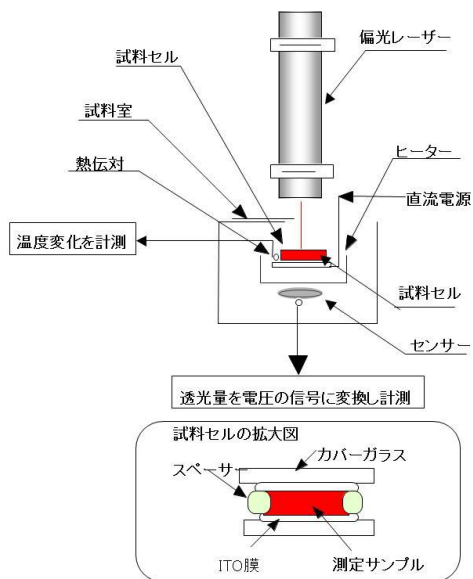 試料セル
偏光レーザー
試料室
ヒーター
熱伝対
直流電源
温度変化を計測
試料セル
センサー
透光量を電圧の信号に変換し計測
試料セルの拡大図
カバーガラス
スペーサー
ITO膜
測定サンプル